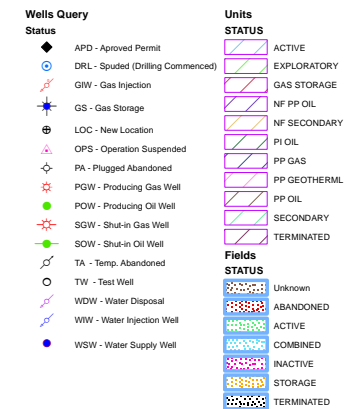 Wells Query
Status
APD - Aproved Permit
DRL - Spuded (Drilling Commenced)
GIW - Gas Injection
GS - Gas Storage
LOC - New Location
OPS - Operation Suspended
PA - Plugged Abandoned
PGW - Producing Gas Well
POW - Producing Oil Well
SGW - Shut-in Gas Well
SOW - Shut-in Oil Well
TA - Temp. Abandoned
TW - Test Well
WDW - Water Disposal
WIW - Water Injection Well
WSW - Water Supply Well
Units
STATUS
ACTIVE
EXPLORATORY
GAS STORAGE
NF PP OIL
NF SECONDARY
PI OIL
PP GAS
PP GEOTHERML
PP OIL
SECONDARY
TERMINATED
Fields
STATUS
Unknown
ABANDONED
ACTIVE
COMBINED
INACTIVE
STORAGE
TERMINATED